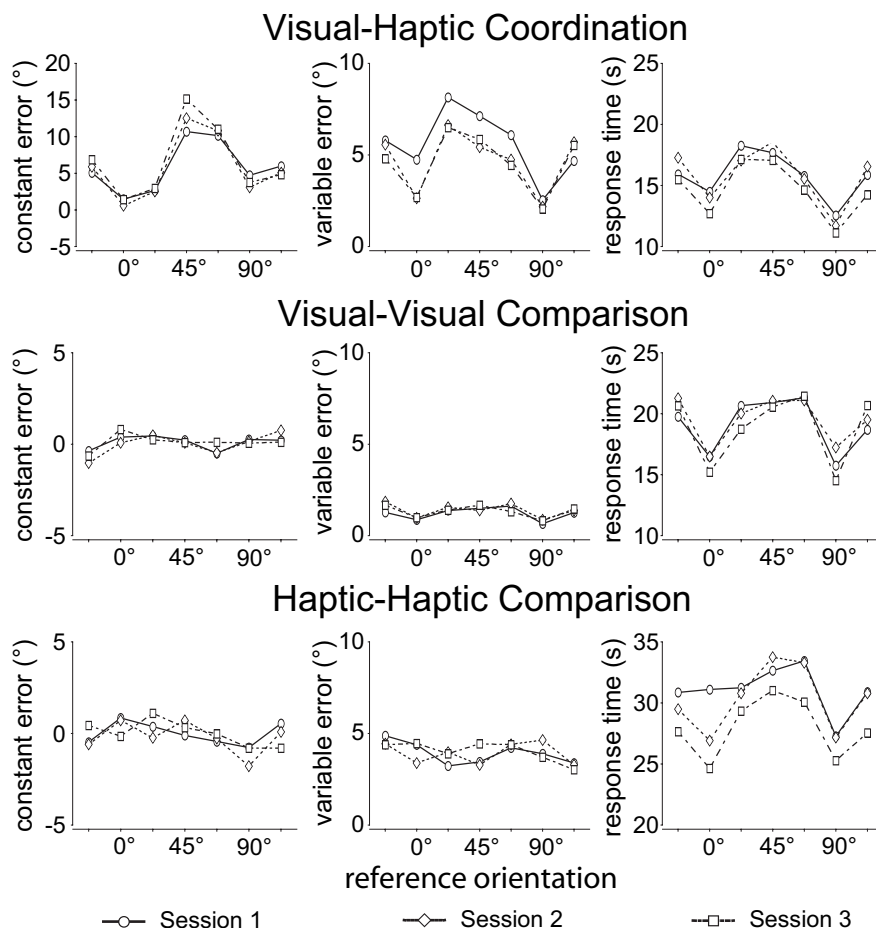 Visual-Haptic Coordination
constant error (°)
20
15
10
5
0
-5
0° 45° 90°
variable error (°)
10
5
0
0° 45° 90°
response time (s)
25
20
15
10
0° 45° 90°
Visual-Visual Comparison
constant error (°)
5
0
-5
0° 45° 90°
variable error (°)
10
5
0
0° 45° 90°
response time (s)
25
20
15
10
0° 45° 90°
Haptic-Haptic Comparison
constant error (°)
5
0
-5
0° 45° 90°
variable error (°)
10
5
0
0° 45° 90°
response time (s)
35
30
25
20
0° 45° 90°
reference orientation
Session 1 Session 2 Session 3